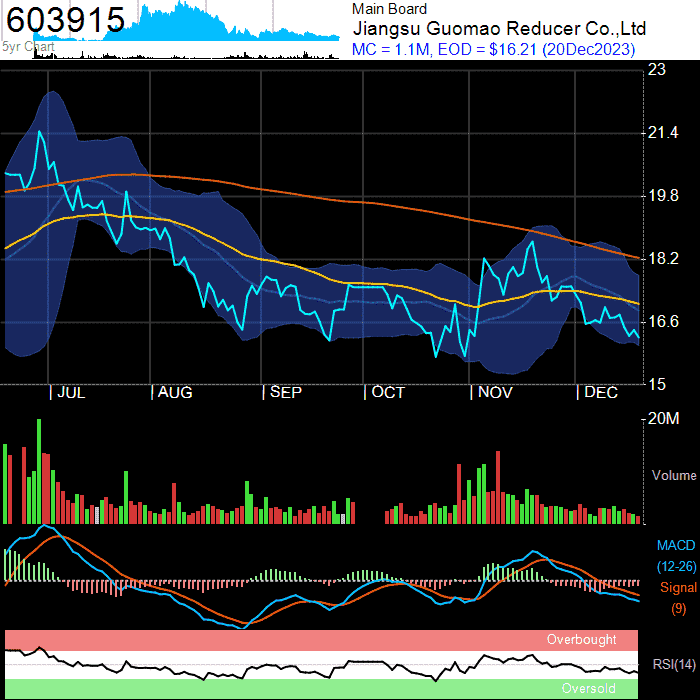 603915
5yr Chart
Main Board
Jiangsu Guomao Reducer Co.,Ltd
MC = 1.1M, EOD = $16.21 (20Dec2023)
23
21.4
19.8
18.2
16.6
15
JUL AUG SEP OCT NOV DEC
20M
Volume
MACD
(12-26)
Signal
(9)
Overbought
RSI(14)
Oversold